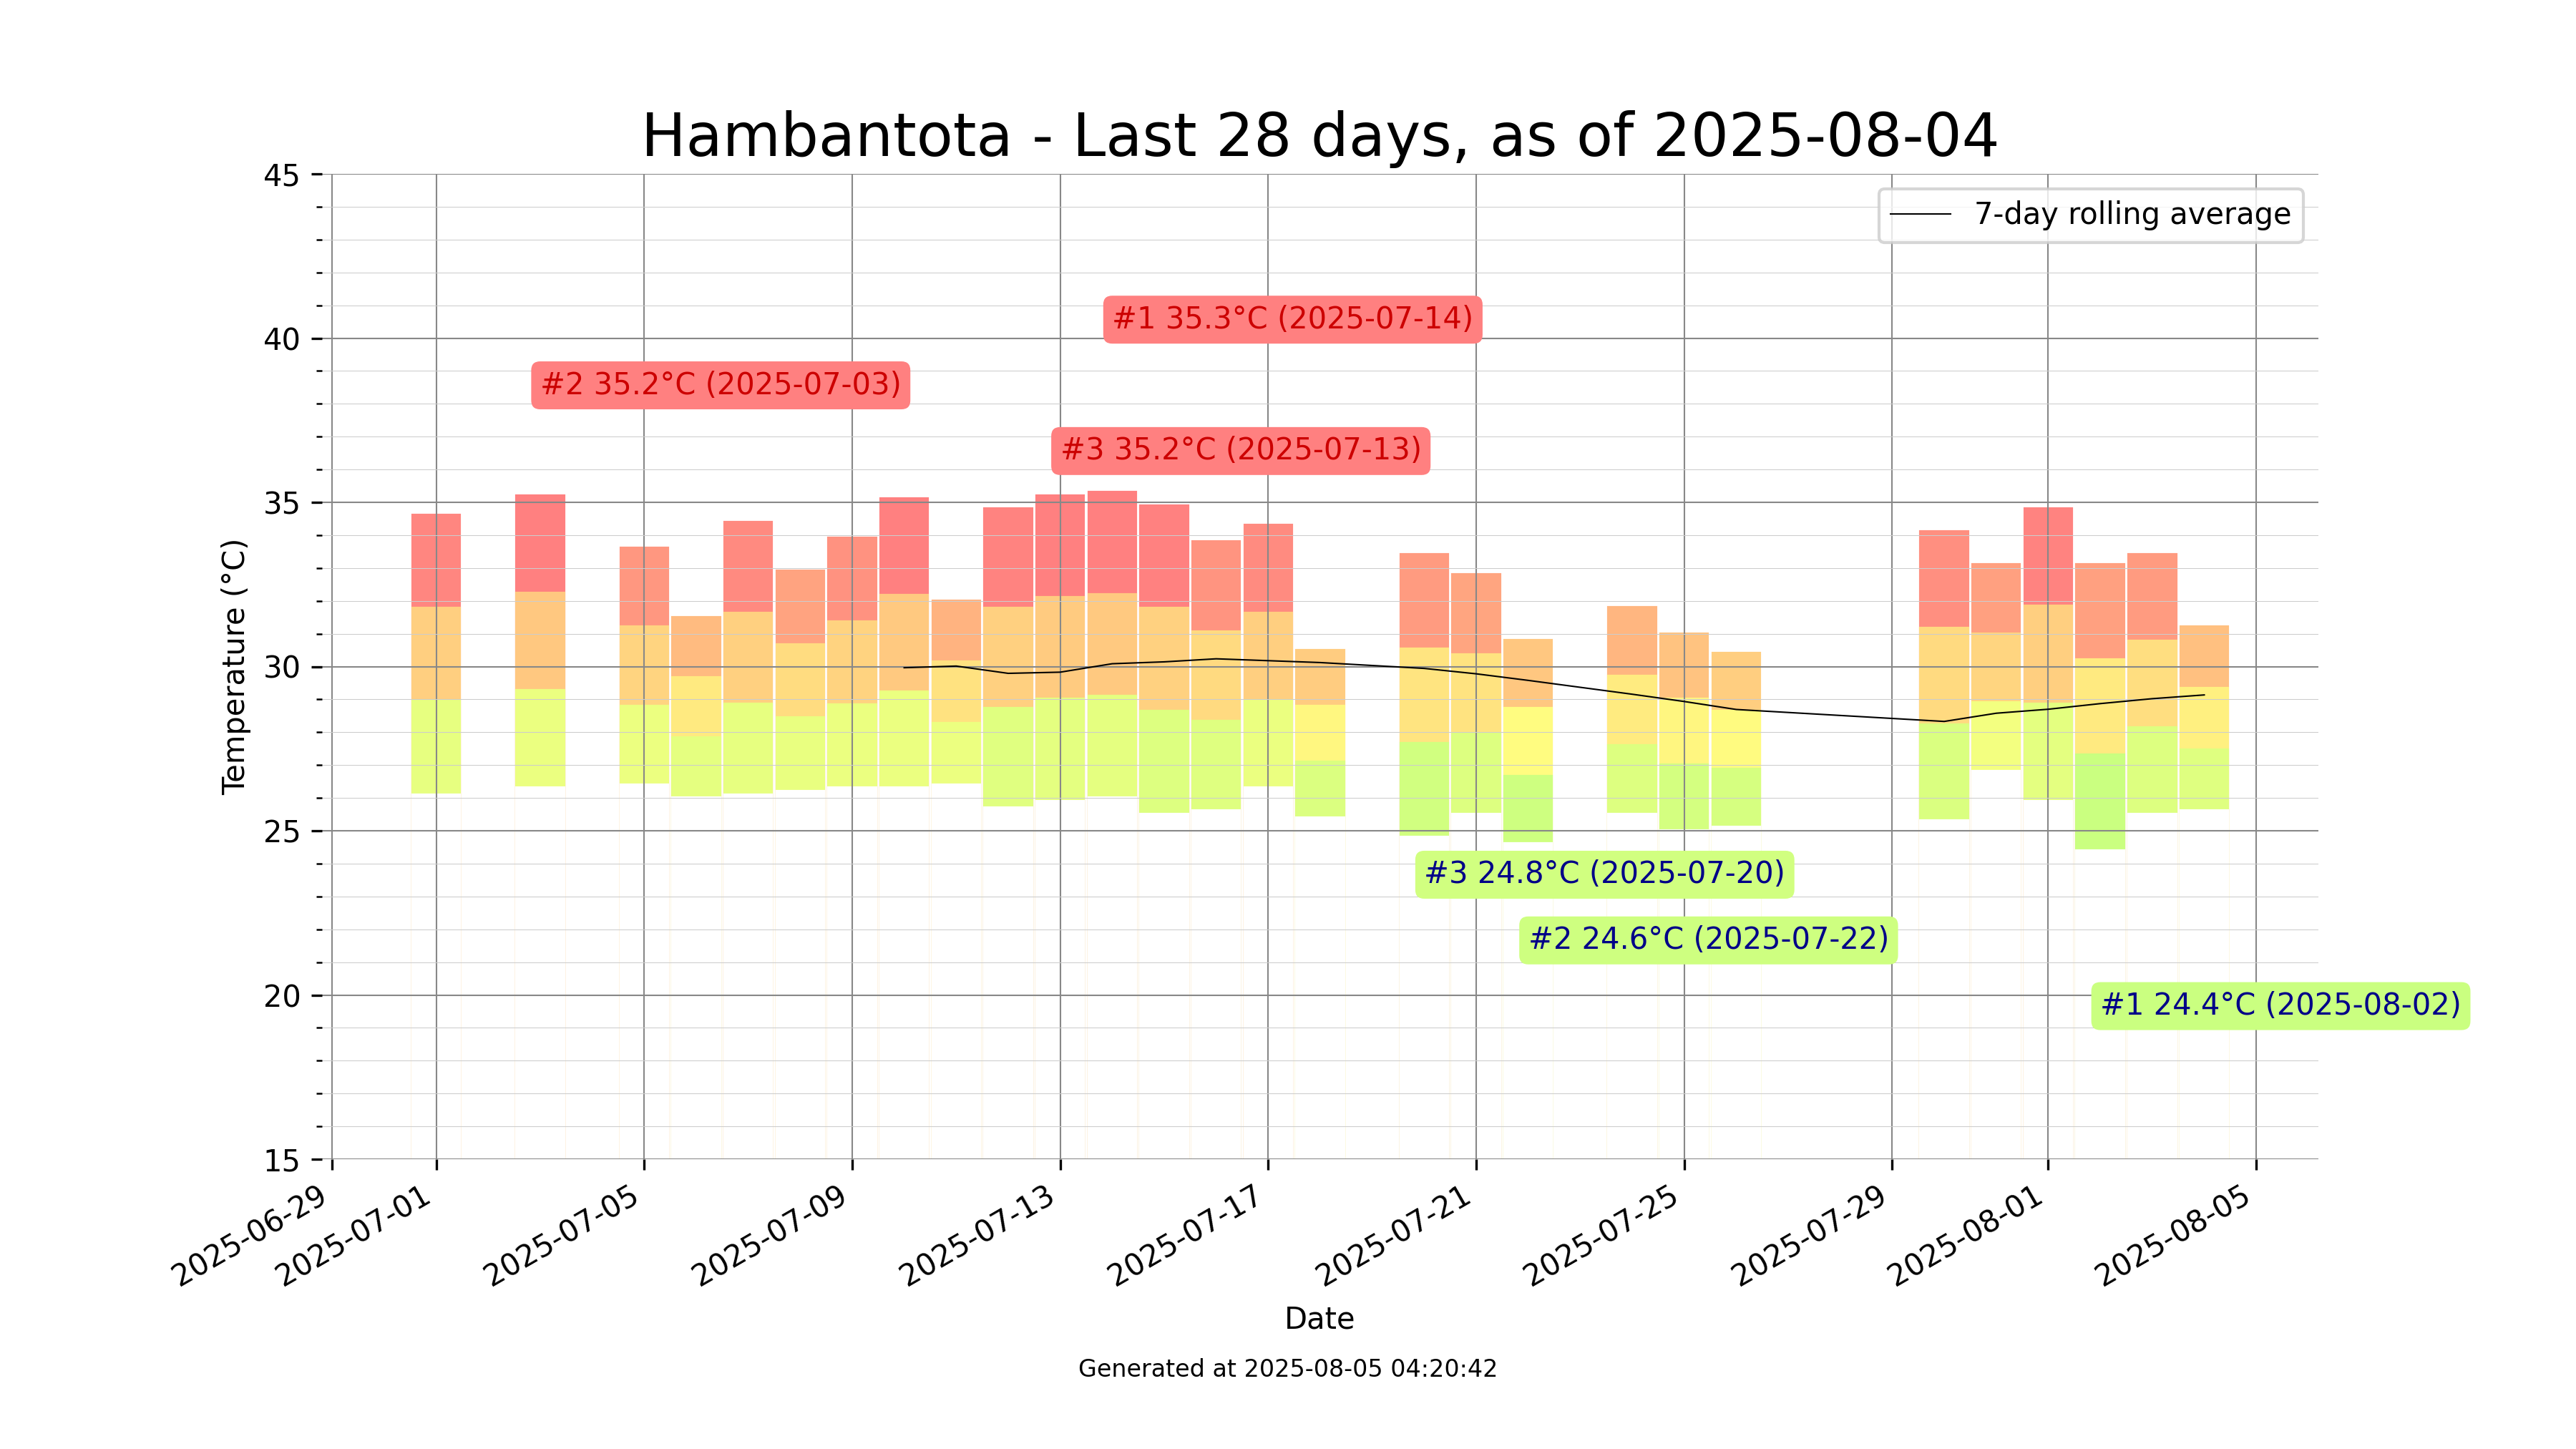 Hambantota - Last 28 days, as of 2025-08-04
7-day rolling average
45
40
35
30
25
20
15
Temperature (°C)
#1 35.3°C (2025-07-14)
#2 35.2°C (2025-07-03)
#3 35.2°C (2025-07-13)
#3 24.8°C (2025-07-20)
#2 24.6°C (2025-07-22)
#1 24.4°C (2025-08-02)
2025-06-29
2025-07-01
2025-07-05
2025-07-09
2025-07-13
2025-07-17
2025-07-21
2025-07-25
2025-07-29
2025-08-01
2025-08-05
Date
Generated at 2025-08-05 04:20:42